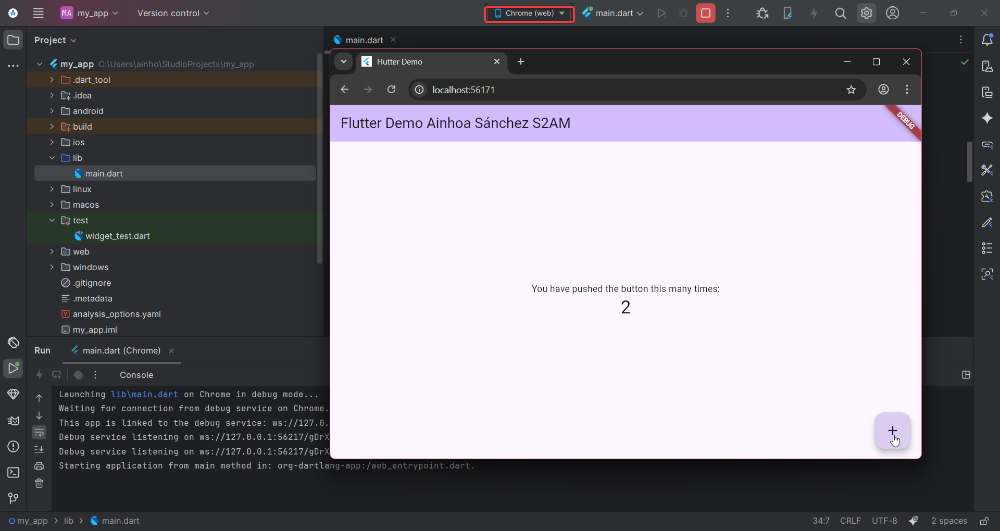 MA my_app
Version control
Chrome (web)
main.dart
Project
main.dart
my_app C:\Users\ainho\StudioProjects\my_app
.dart_tool
.idea
android
build
ios
lib
main.dart
linux
macos
test
widget_test.dart
web
windows
.gitignore
.metadata
analysis_options.yaml
my_app.iml
Flutter Demo
localhost:56171
Flutter Demo Ainhoa Sánchez S2AM
DEBUG
You have pushed the button this many times:
2
Run
main.dart (Chrome)
Console
Launching lib\main.dart on Chrome in debug mode...
Waiting for connection from debug service on Chrome.
This app is linked to the debug service: ws://127.0.
Debug service listening on ws://127.0.0.1:56217/gDrX
Debug service listening on ws://127.0.0.1:56217/gDrX
Starting application from main method in: org-dartlang-app:/web_entrypoint.dart.
my_app > lib > main.dart
34:7 CRLF UTF-8 2 spaces